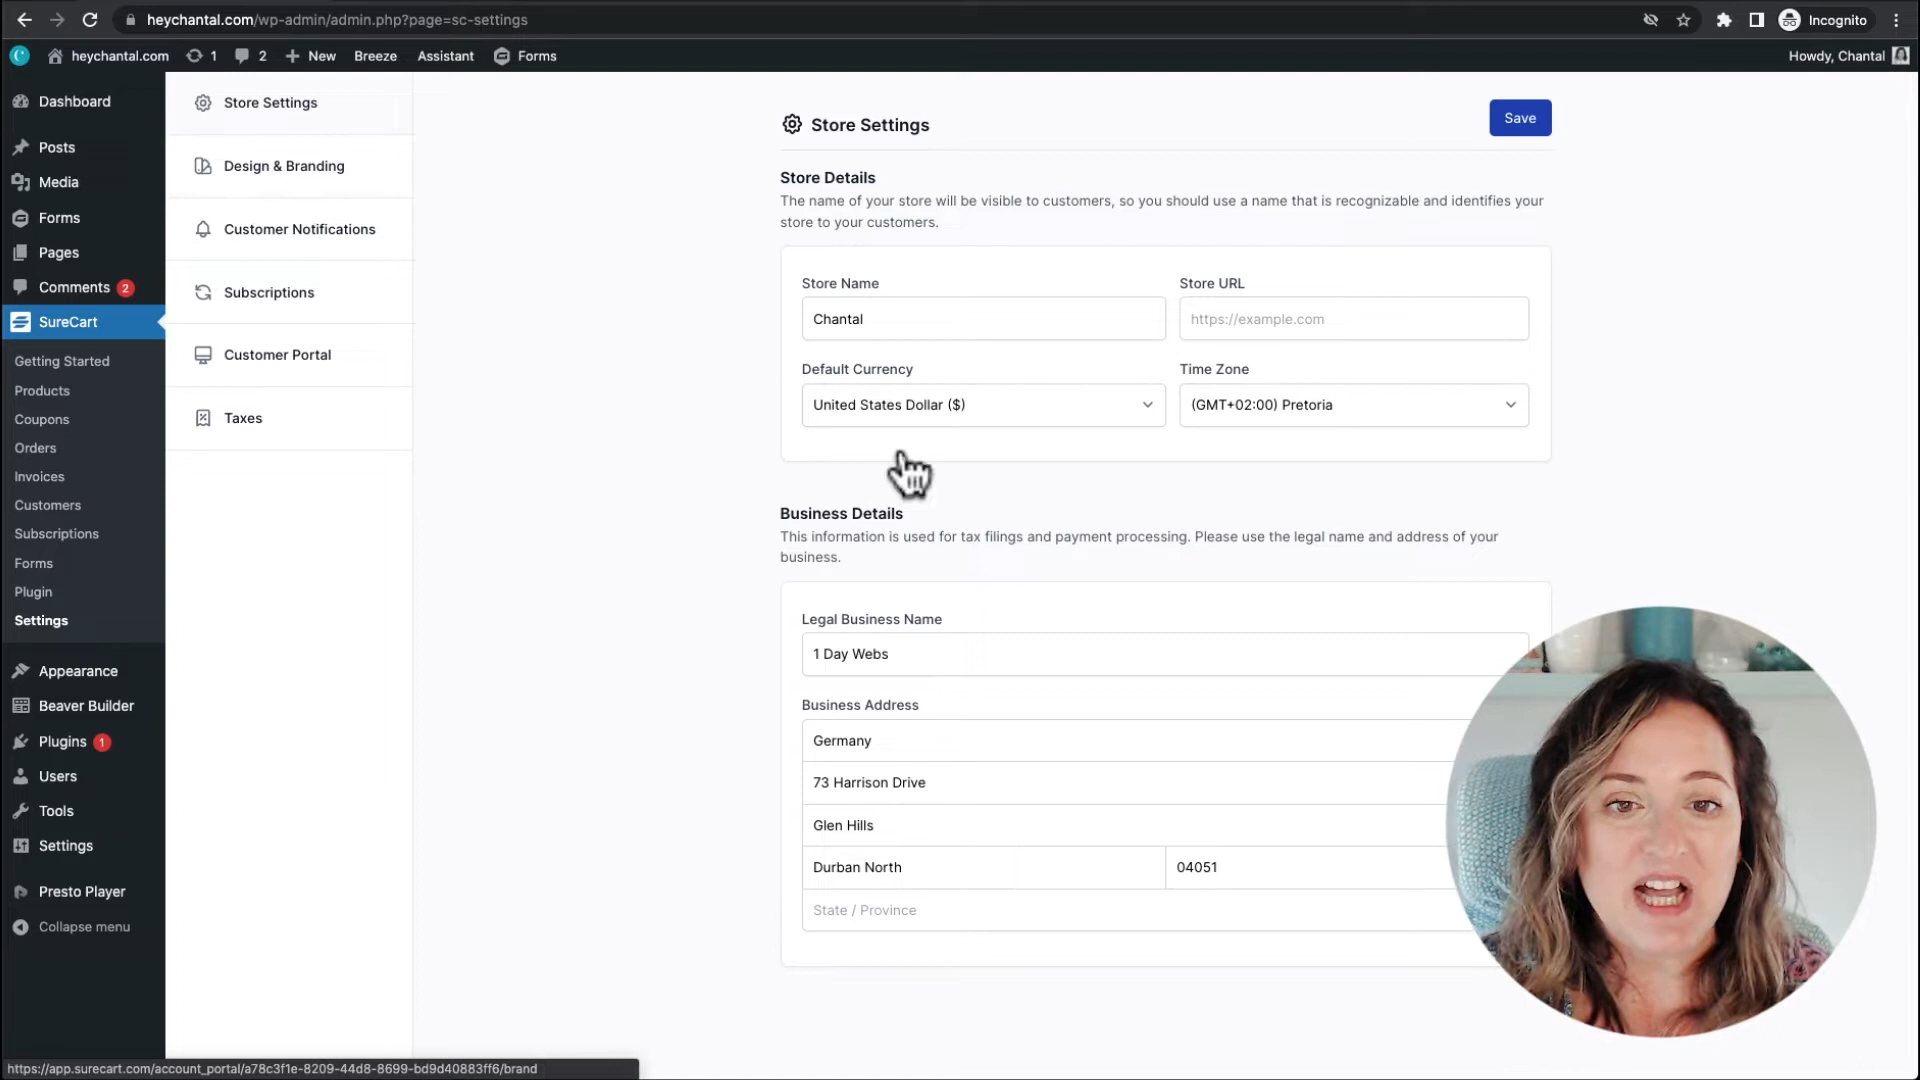 heychantal.com/wp-admin/admin.php?page=sc-settings
Incognito
heychantal.com
1
2
New
Breeze
Assistant
Forms
Howdy, Chantal
Dashboard
Posts
Media
Forms
Pages
Comments 2
SureCart
Getting Started
Products
Coupons
Orders
Invoices
Customers
Subscriptions
Forms
Plugin
Settings
Appearance
Beaver Builder
Plugins 1
Users
Tools
Settings
Presto Player
Collapse menu
Store Settings
Design & Branding
Customer Notifications
Subscriptions
Customer Portal
Taxes
Store Settings
Save
Store Details
The name of your store will be visible to customers, so you should use a name that is recognizable and identifies your
store to your customers.
Store Name
Store URL
Chantal
https://example.com
Default Currency
Time Zone
United States Dollar ($)
(GMT+02:00) Pretoria
Business Details
This information is used for tax filings and payment processing. Please use the legal name and address of your
business.
Legal Business Name
1 Day Webs
Business Address
Germany
73 Harrison Drive
Glen Hills
Durban North
04051
State / Province
https://app.surecart.com/account_portal/a78c3f1e-8209-44d8-8699-bd9d40883ff6/brand